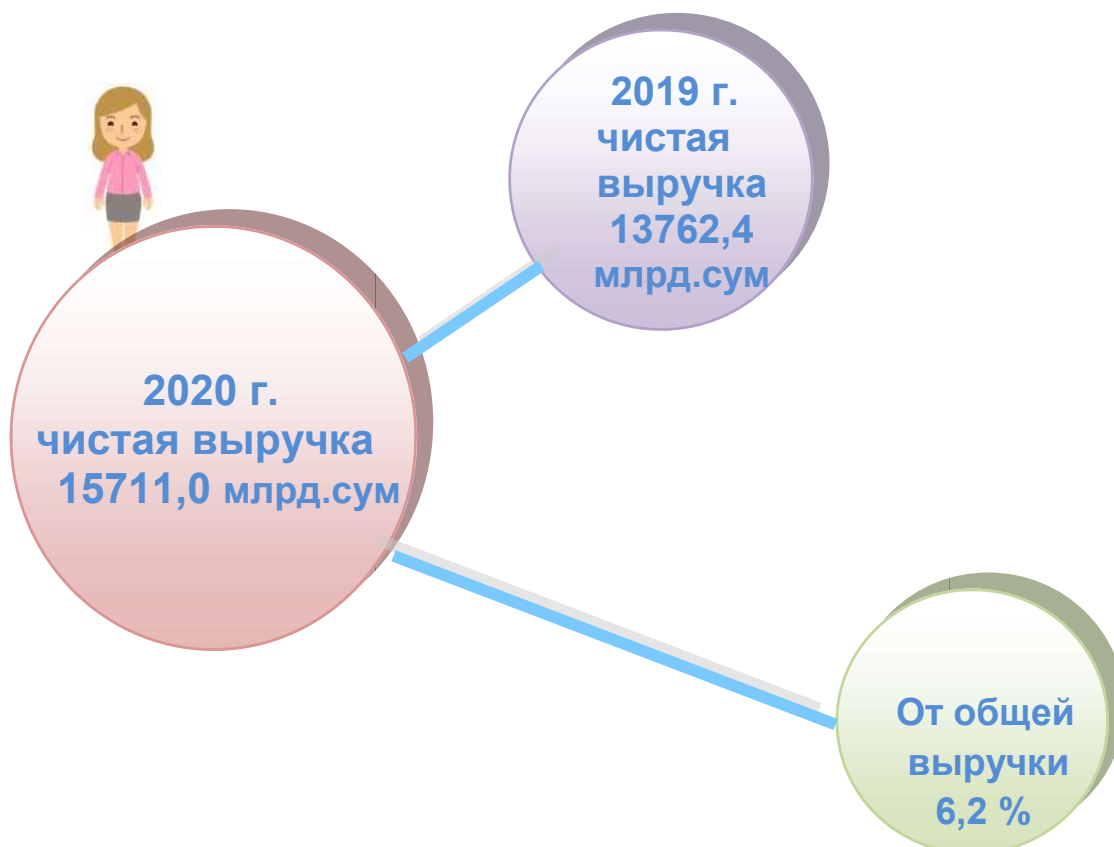 2019 г.
чистая
выручка
13762,4
млрд.сум
2020 г.
чистая выручка
15711,0 млрд.сум
От общей
выручки
6,2 %